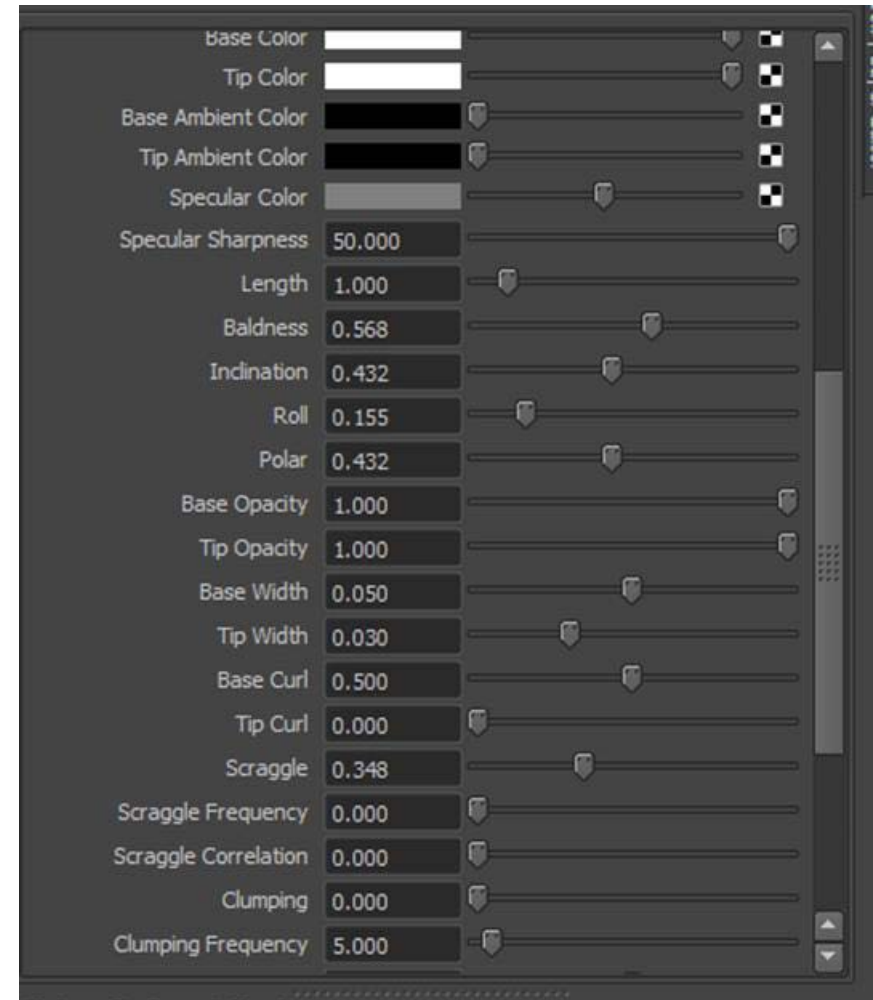 Base Color
Tip Color
Base Ambient Color
Tip Ambient Color
Specular Color
Specular Sharpness 50.000
Length 1.000
Baldness 0.568
Inclination 0.432
Roll 0.155
Polar 0.432
Base Opacity 1.000
Tip Opacity 1.000
Base Width 0.050
Tip Width 0.030
Base Curl 0.500
Tip Curl 0.000
Scraggle 0.348
Scraggle Frequency 0.000
Scraggle Correlation 0.000
Clumping 0.000
Clumping Frequency 5.000